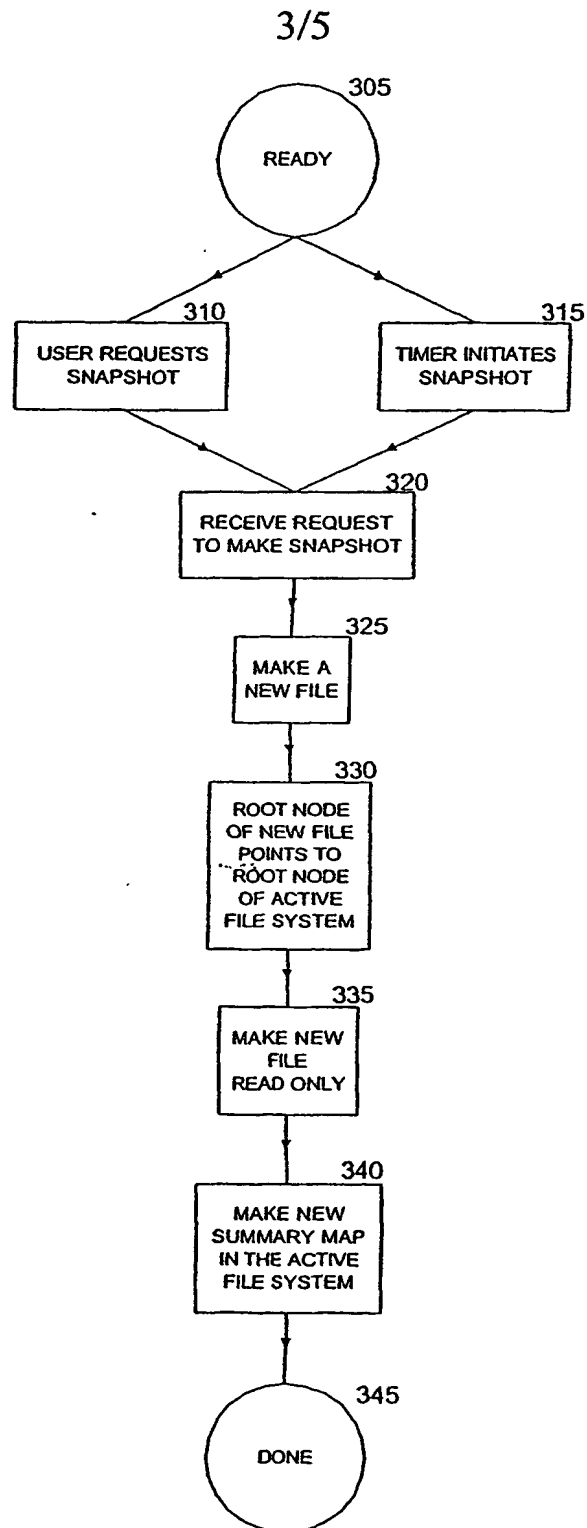 3/5
305
READY
310
USER REQUESTS
SNAPSHOT
315
TIMER INITIATES
SNAPSHOT
320
RECEIVE REQUEST
TO MAKE SNAPSHOT
325
MAKE A
NEW FILE
330
ROOT NODE
OF NEW FILE
POINTS TO
ROOT NODE
OF ACTIVE
FILE SYSTEM
335
MAKE NEW
FILE
READ ONLY
340
MAKE NEW
SUMMARY MAP
IN THE ACTIVE
FILE SYSTEM
345
DONE